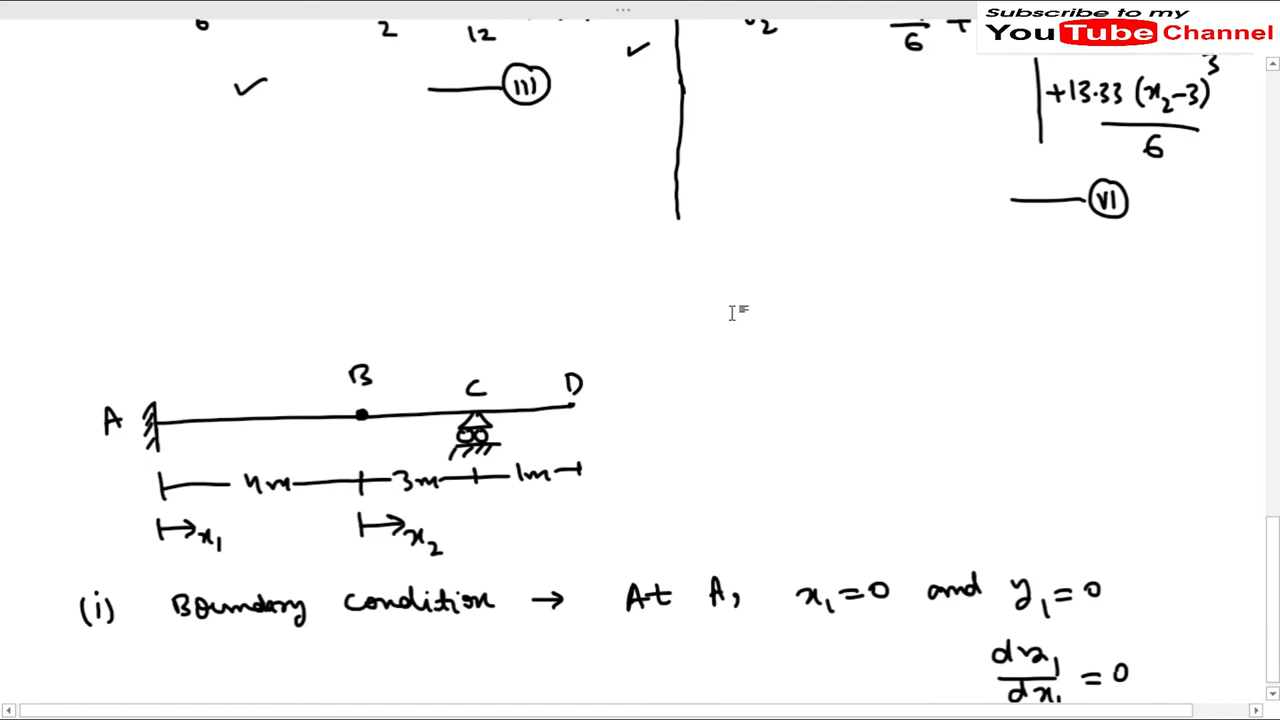 Subscribe to my
YouTube Channel
6
2
12
6
+
(III)
+13.33 (x₂-3)³
6
(VI)
B
C
D
A
4m
3m
1m
x₁
x₂
(i) Boundary condition → At A, x₁=0 and y₁=0
dx₁
= 0